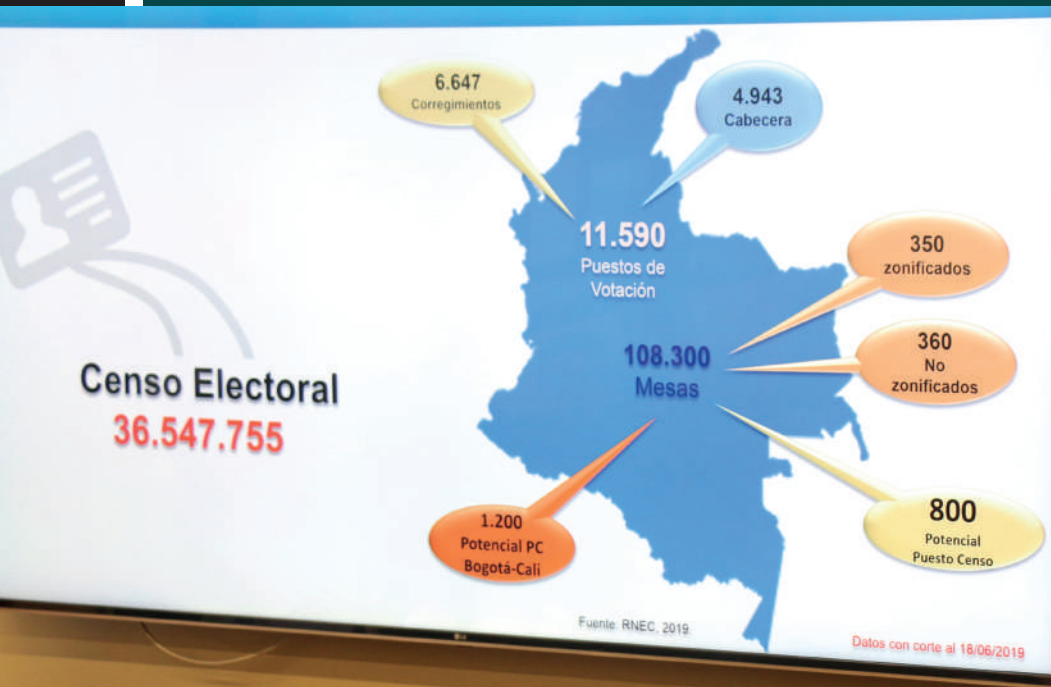 6.647
Corregimientos
4.943
Cabecera
11.590
Puestos de
Votación
350
zonificados
108.300
Mesas
360
No
zonificados
Censo Electoral
36.547.755
1.200
Potencial PC
Bogotá-Cali
800
Potencial
Puesto Censo
Fuente: RNEC, 2019.
Datos con corte al 18/06/2019
LG